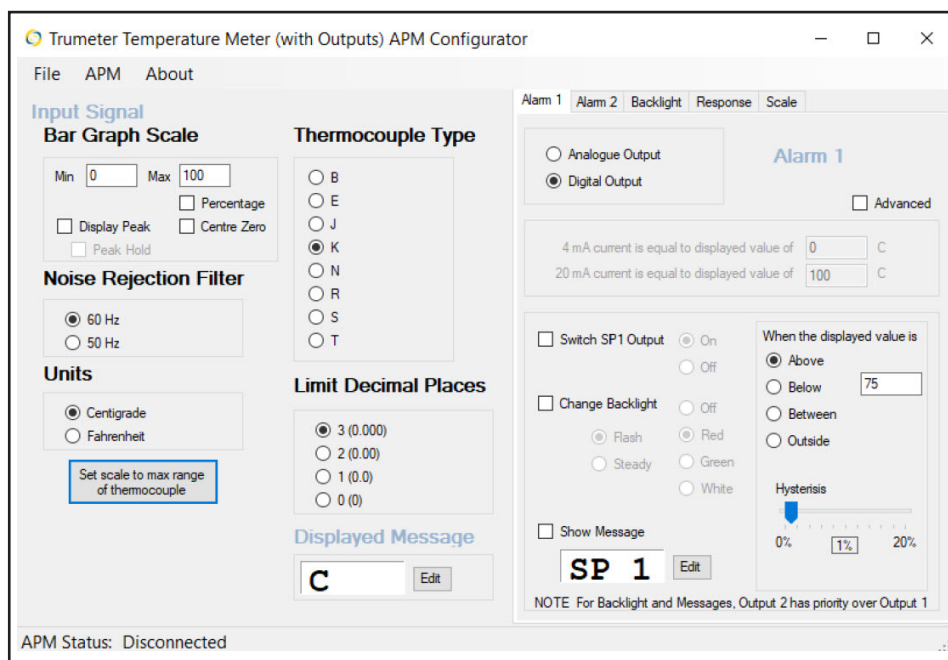 Trumeter Temperature Meter (with Outputs) APM Configurator
File APM About
Input Signal
Bar Graph Scale
Min 0 Max 100
Percentage
Display Peak Centre Zero
Peak Hold
Noise Rejection Filter
60 Hz
50 Hz
Units
Centigrade
Fahrenheit
Set scale to max range
of thermocouple
Thermocouple Type
B
E
J
K
N
R
S
T
Limit Decimal Places
3 (0.000)
2 (0.00)
1 (0.0)
0 (0)
Displayed Message
C Edit
Alarm 1 Alarm 2 Backlight Response Scale
Analogue Output
Digital Output
Alarm 1
Advanced
4 mA current is equal to displayed value of 0 C
20 mA current is equal to displayed value of 100 C
Switch SP1 Output On
Off
Change Backlight Off
Flash Red
Steady Green
White
Show Message
SP 1 Edit
When the displayed value is
Above
Below 75
Between
Outside
Hysterisis
0% 1% 20%
NOTE For Backlight and Messages, Output 2 has priority over Output 1
APM Status: Disconnected